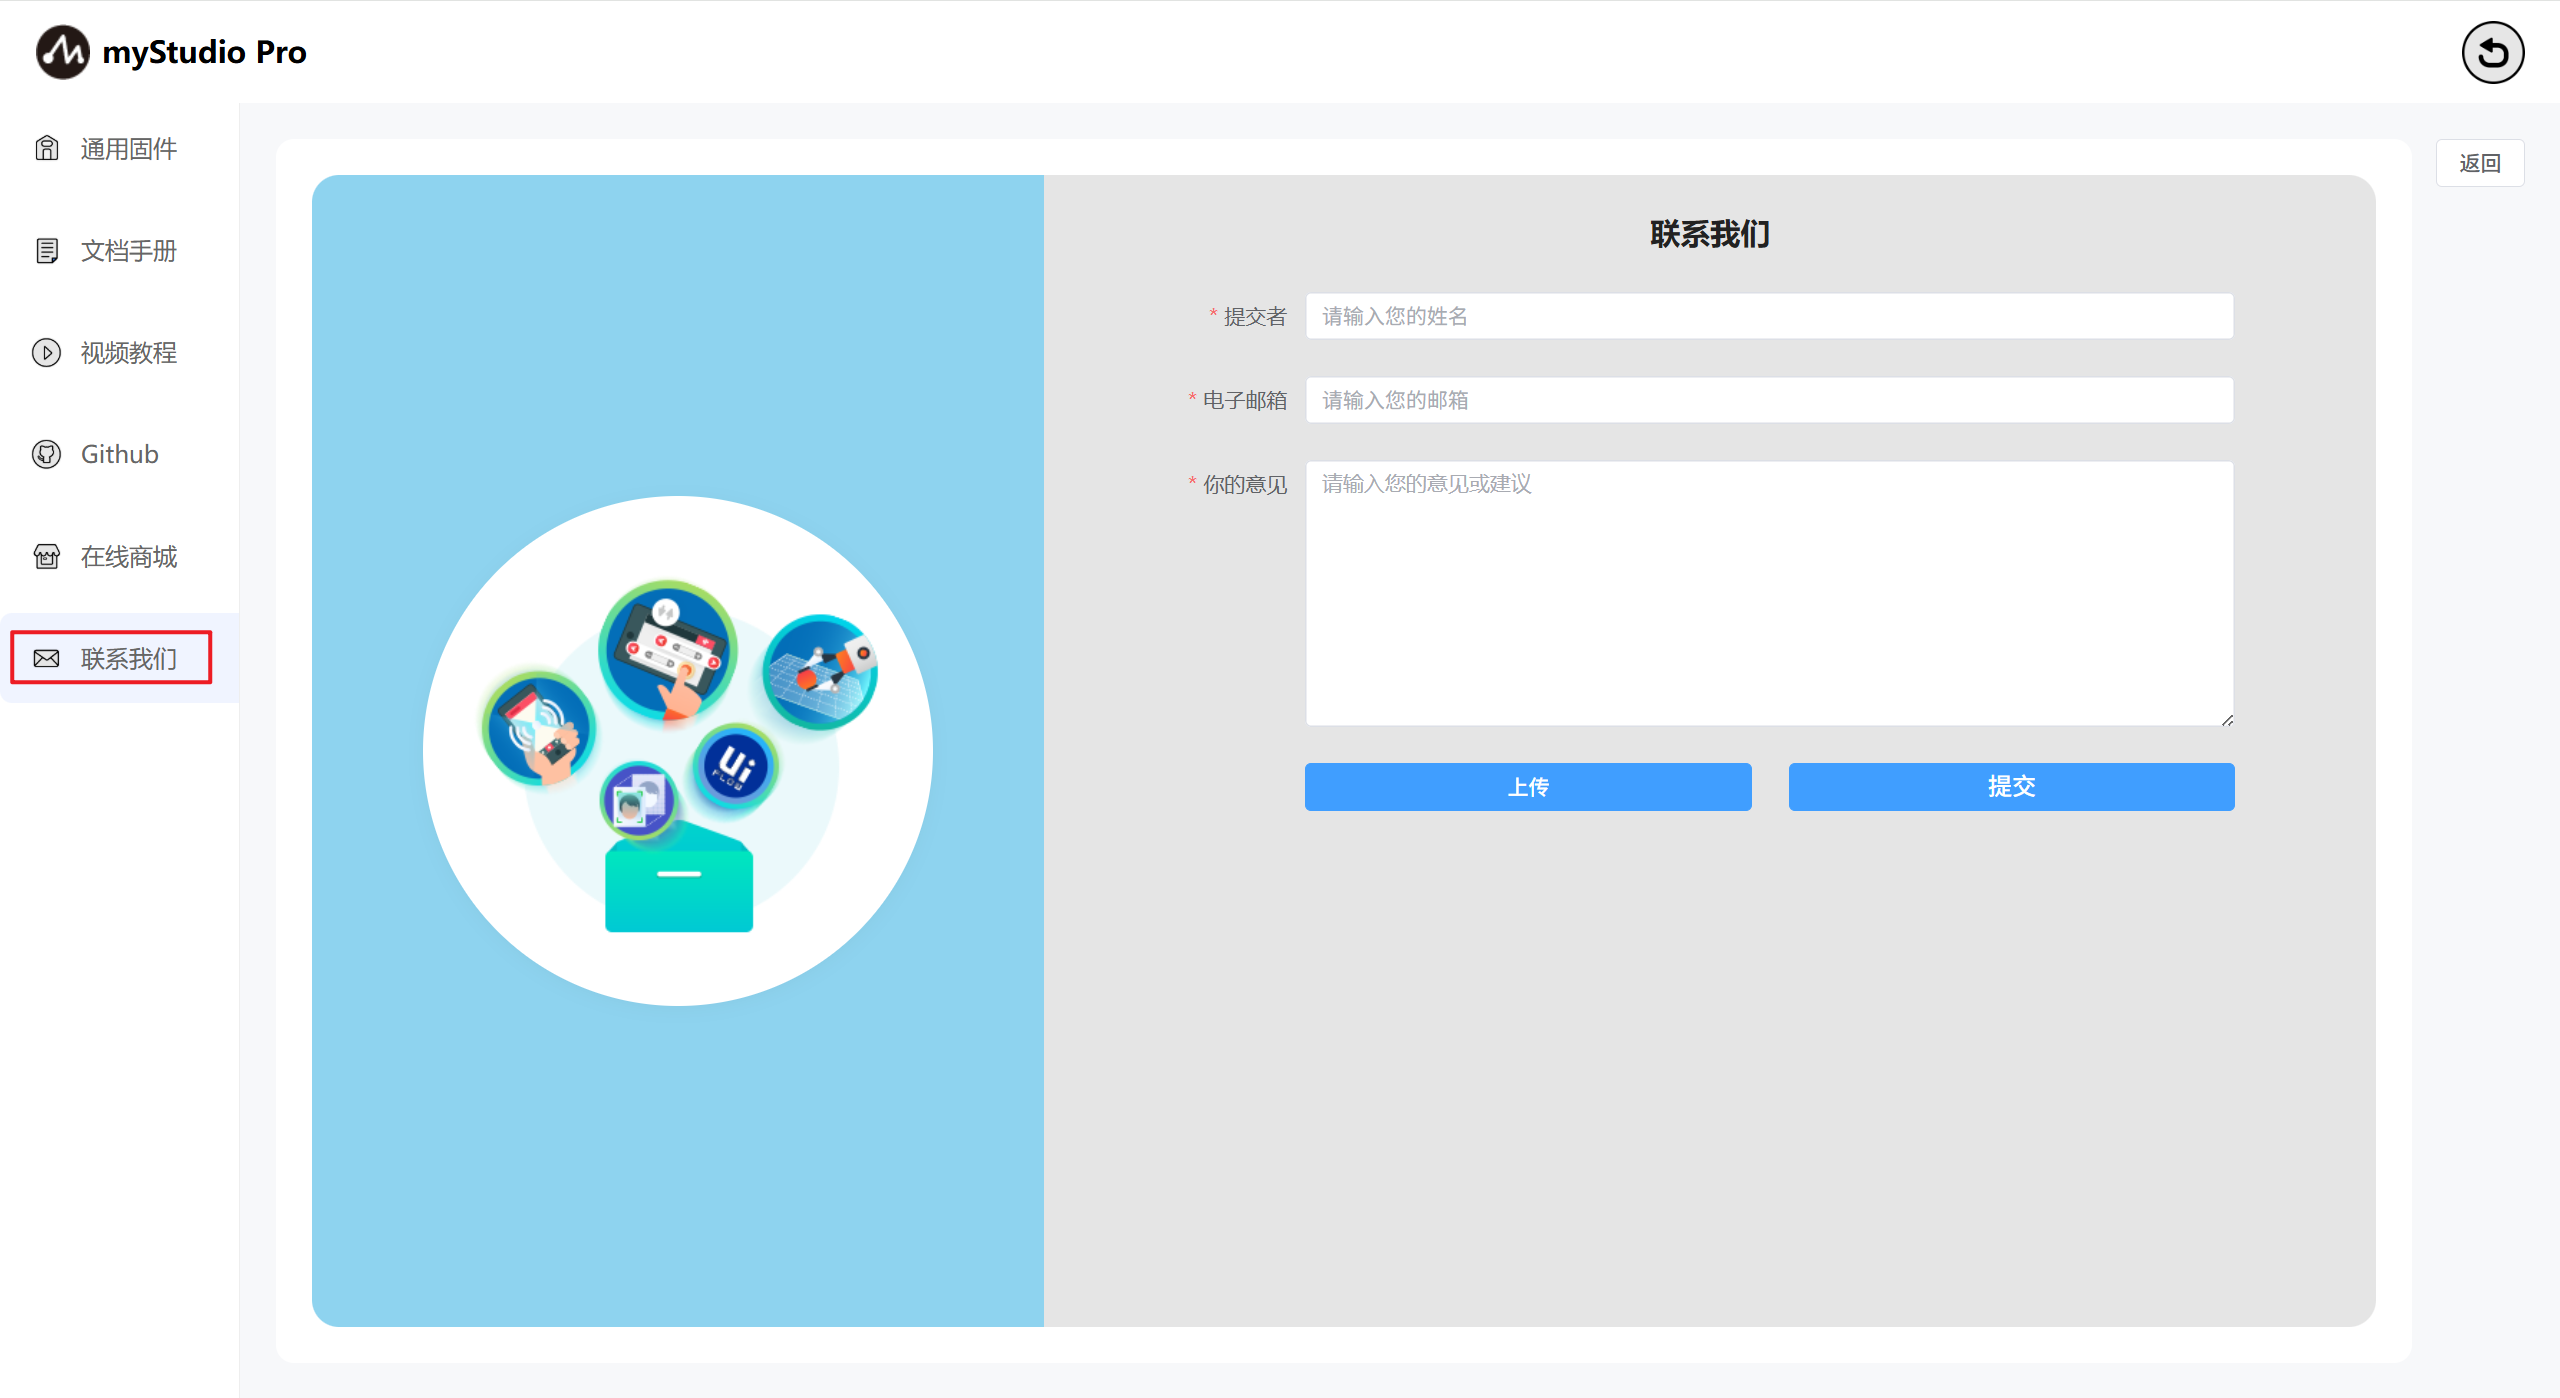 myStudio Pro
通用固件
文档手册
视频教程
Github
在线商城
联系我们
返回
联系我们
* 提交者
请输入您的姓名
* 电子邮箱
请输入您的邮箱
* 你的意见
请输入您的意见或建议
上传
提交
Ui
FLOW